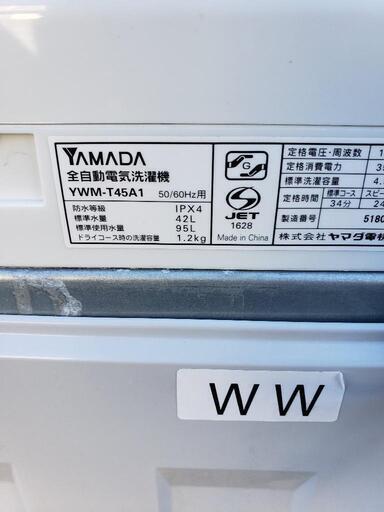 YAMADA
全自動電気洗濯機
YWM-T45A1 50/60Hz用
防水等級 IPX4
標準水量 42L
標準使用水量 95L
ドライコース時の洗濯容量 1.2kg
G
JET
1628
Made in China
定格電圧・周波数
定格消費電力
標準洗濯容量
定格時間
標準コース
34分
製造番号
株式会社ヤマダ電機
WW